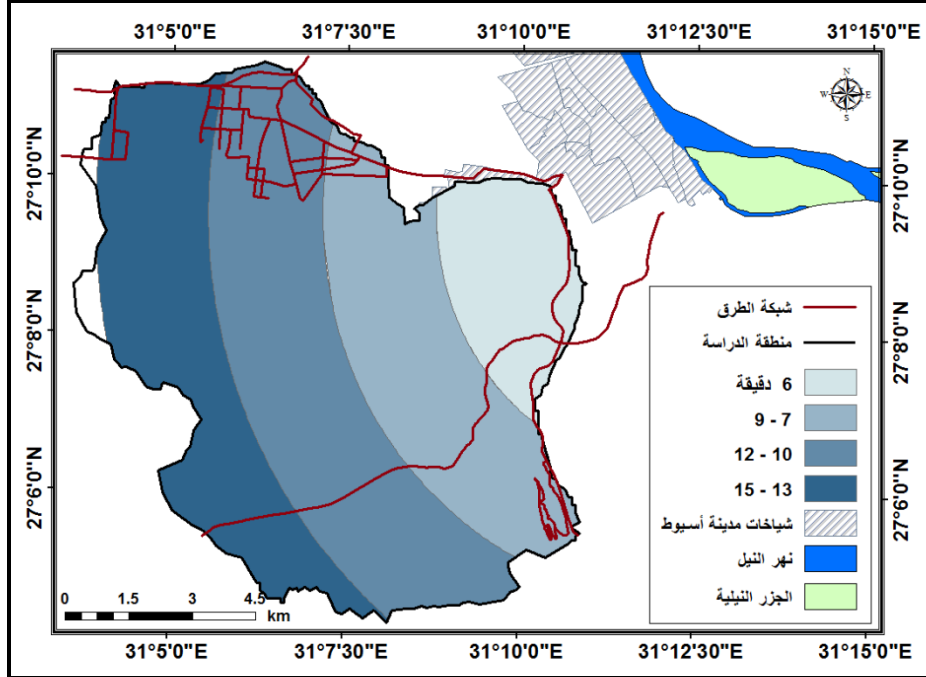 31°5'0"E 31°7'30"E 31°10'0"E 31°12'30"E 31°15'0"E
N
W E
S
27°10'0"N
27°8'0"N
27°6'0"N
27°10'0"N
27°8'0"N
27°6'0"N
شبكة الطرق
منطقة الدراسة
6 دقيقة
9 - 7
12 - 10
15 - 13
شياخات مدينة أسيوط
نهر النيل
الجزر النيلية
0 1.5 3 4.5
km
31°5'0"E 31°7'30"E 31°10'0"E 31°12'30"E 31°15'0"E